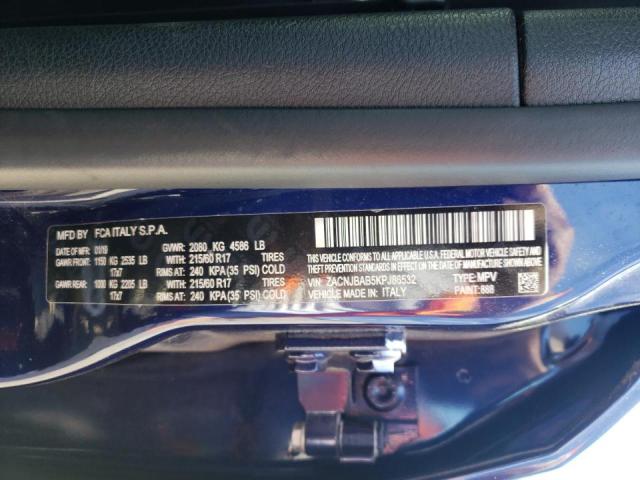 MFD BY FCA ITALY S.P.A.
DATE OF MFR: 01/19 GVWR: 2080 KG 4586 LB
GAWR FRONT: 1150 KG 2535 LB WITH: 215/60 R17 TIRES
17x7 RIMS AT: 240 KPA(35 PSI) COLD
GAWR REAR: 1000 KG 2205 LB WITH: 215/60 R17 TIRES
17x7 RIMS AT: 240 KPA(35 PSI) COLD
THIS VEHICLE CONFORMS TO ALL APPLICABLE U.S.A. FEDERAL MOTOR VEHICLE SAFETY, BUMPER, AND THEFT PREVENTION
STANDARDS IN EFFECT ON THE DATE OF MANUFACTURE SHOWN ABOVE.
VIN: ZACNJBAB5KPJ86532 TYPE: MPV
MADE IN: ITALY PAINT: 888